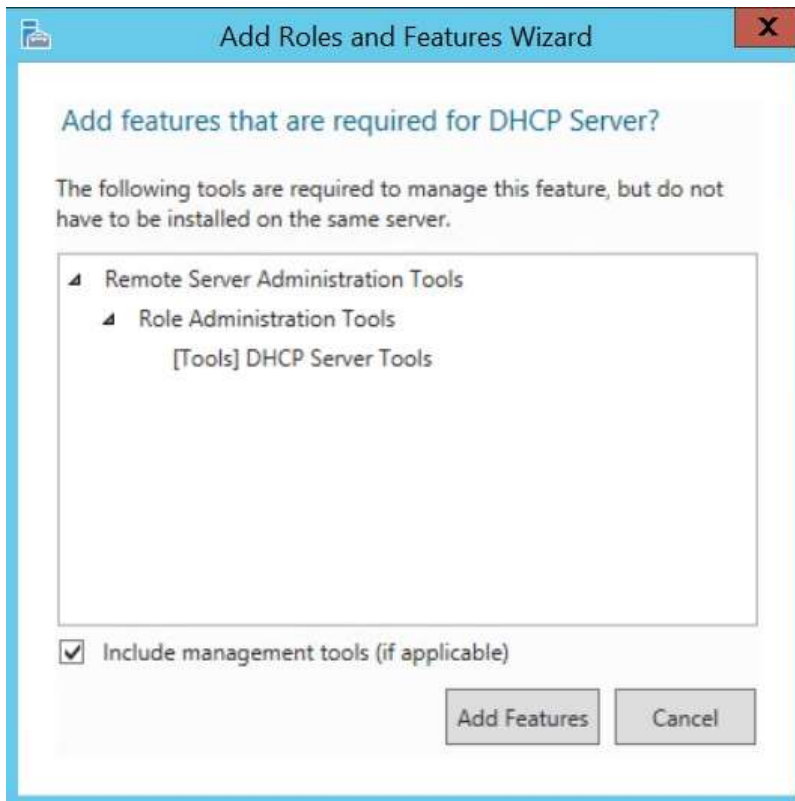 Add Roles and Features Wizard
X
Add features that are required for DHCP Server?
The following tools are required to manage this feature, but do not
have to be installed on the same server.
Remote Server Administration Tools
Role Administration Tools
[Tools] DHCP Server Tools
Include management tools (if applicable)
Add Features
Cancel